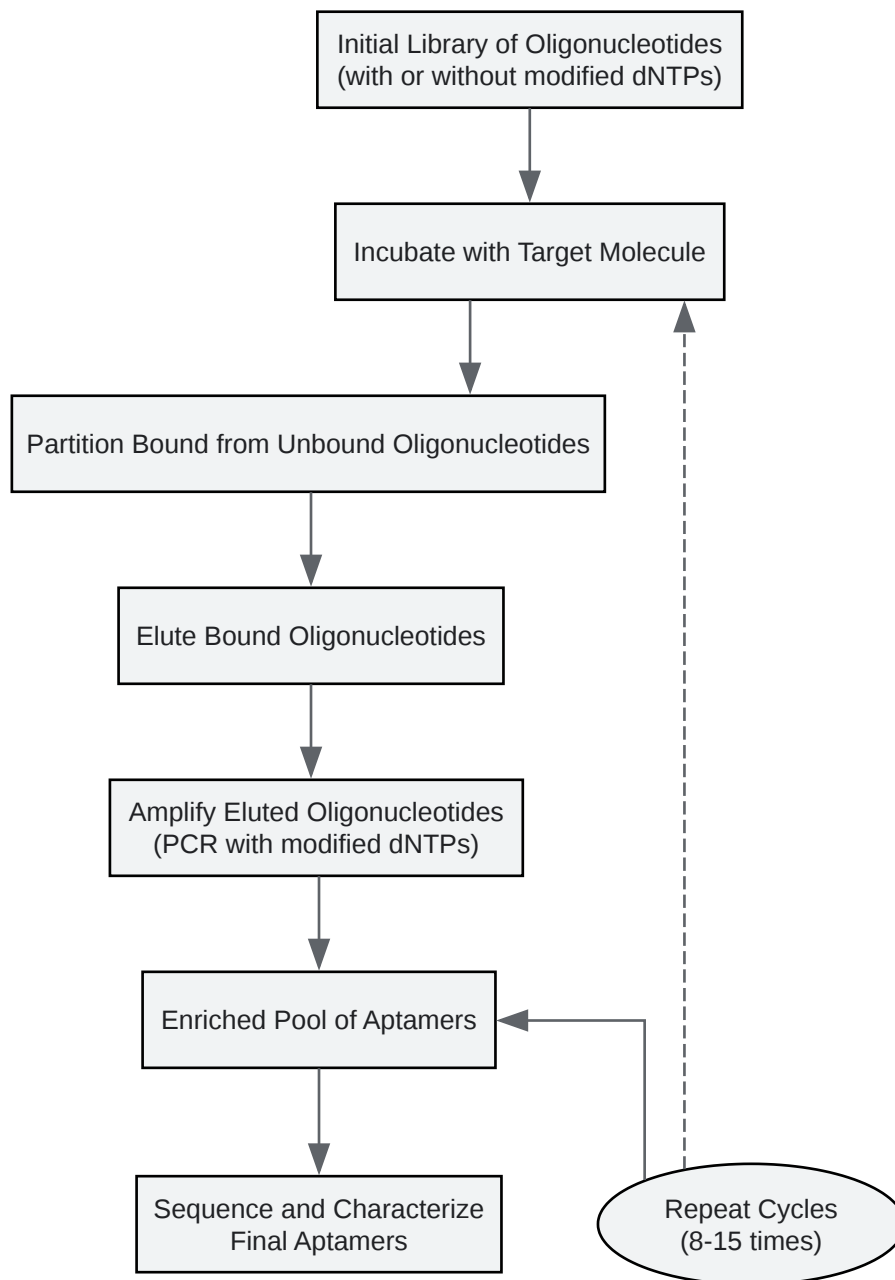 Initial Library of Oligonucleotides
(with or without modified dNTPs)
Incubate with Target Molecule
Partition Bound from Unbound Oligonucleotides
Elute Bound Oligonucleotides
Amplify Eluted Oligonucleotides
(PCR with modified dNTPs)
Enriched Pool of Aptamers
Sequence and Characterize
Final Aptamers
Repeat Cycles
(8-15 times)